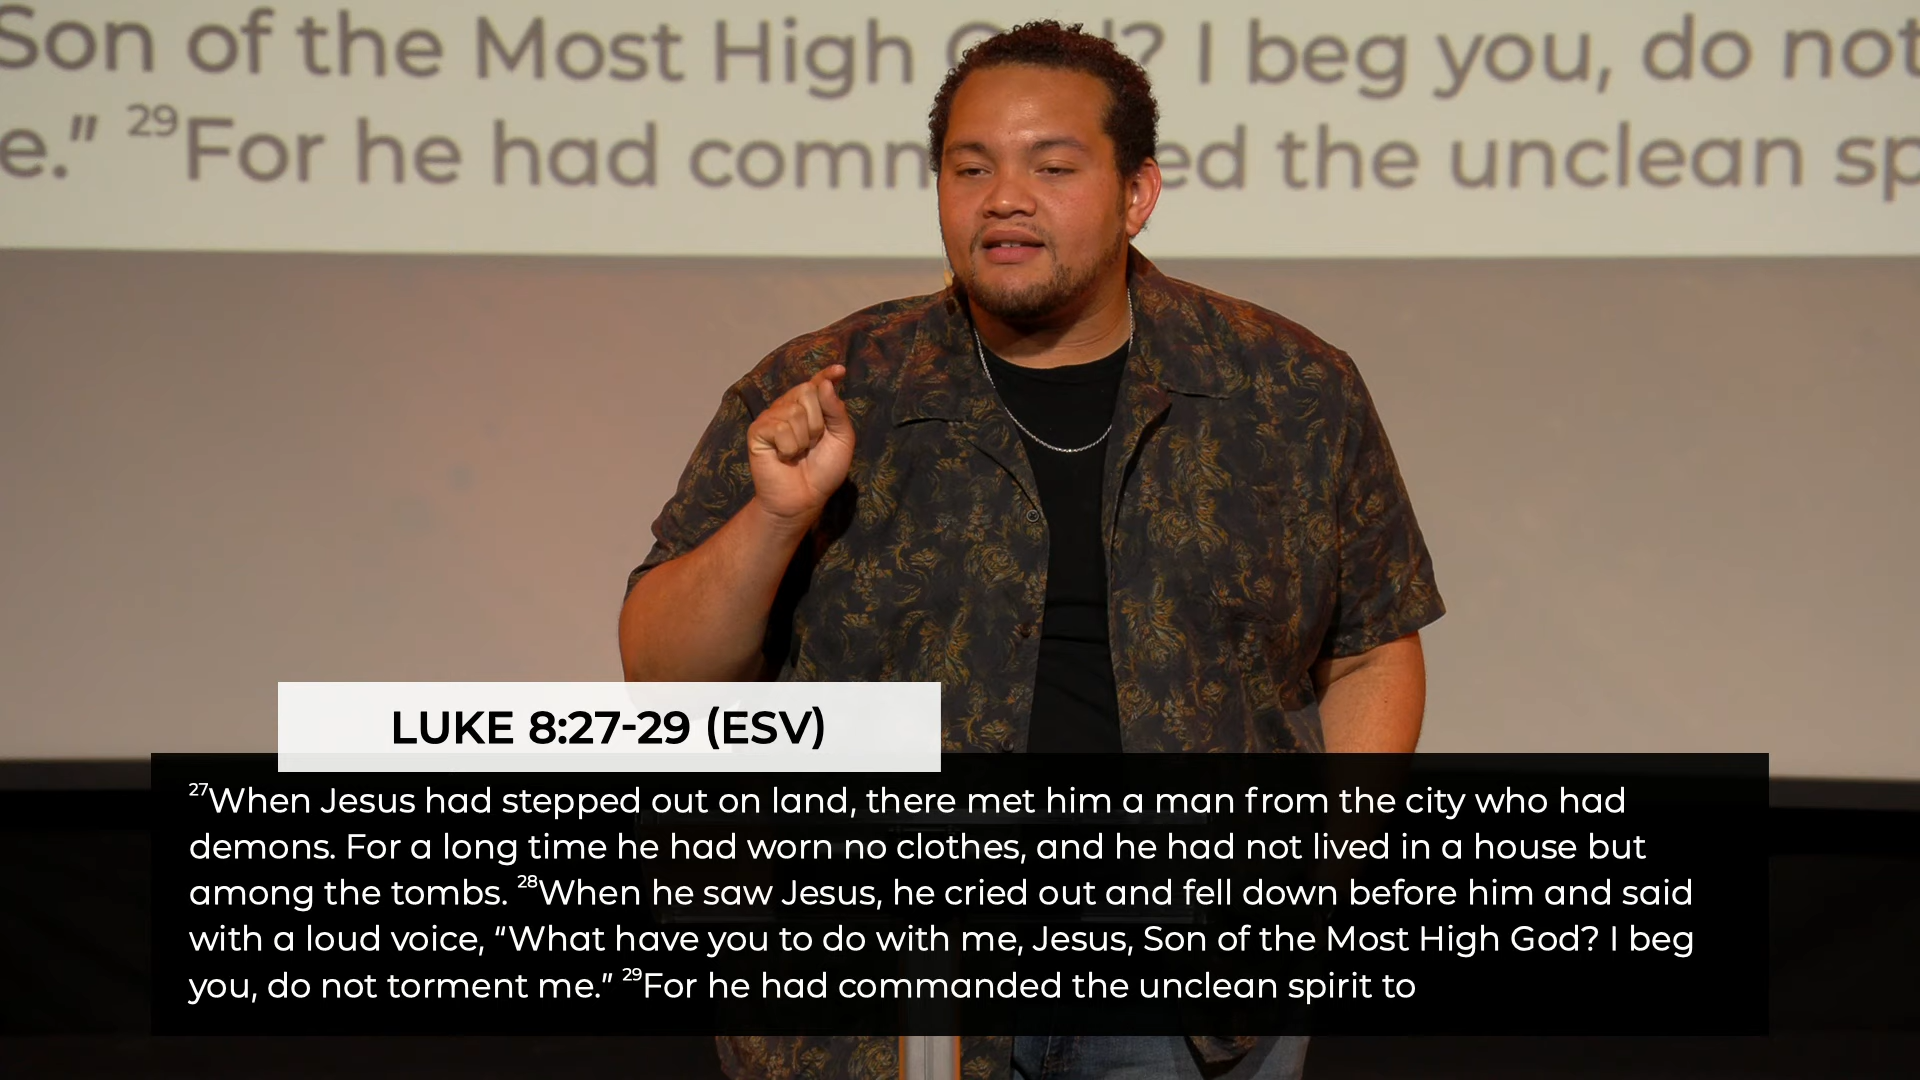 Son of the Most High G d? I beg you, do not
e.” ²⁹For he had comm ed the unclean sp
LUKE 8:27-29 (ESV)
²⁷When Jesus had stepped out on land, there met him a man from the city who had
demons. For a long time he had worn no clothes, and he had not lived in a house but
among the tombs. ²⁸When he saw Jesus, he cried out and fell down before him and said
with a loud voice, “What have you to do with me, Jesus, Son of the Most High God? I beg
you, do not torment me.” ²⁹For he had commanded the unclean spirit to